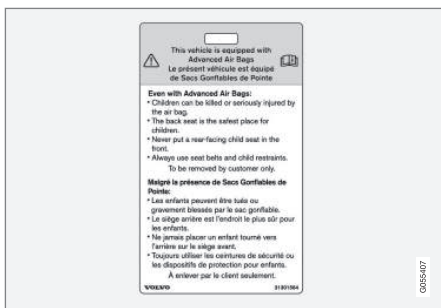 This vehicle is equipped with
Advanced Air Bags
Le présent véhicule est équipé
de Sacs Gonflables de Pointe
Even with Advanced Air Bags:
• Children can be killed or seriously injured by
the air bag.
• The back seat is the safest place for
children.
• Never put a rear-facing child seat in the
front.
• Always use seat belts and child restraints.
To be removed by customer only.
Malgré la présence de Sacs Gonflables de
Pointe:
• Les enfants peuvent être tués ou
gravement blessés par le sac gonflable.
• Le siège arrière est l'endroit le plus sûr pour
les enfants.
• Ne jamais placer un enfant tourné vers
l'arrière sur le siège avant.
• Toujours utiliser les ceintures de sécurité ou
les dispositifs de protection pour enfants.
À enlever par le client seulement.
VOLVO 31301564
G055407